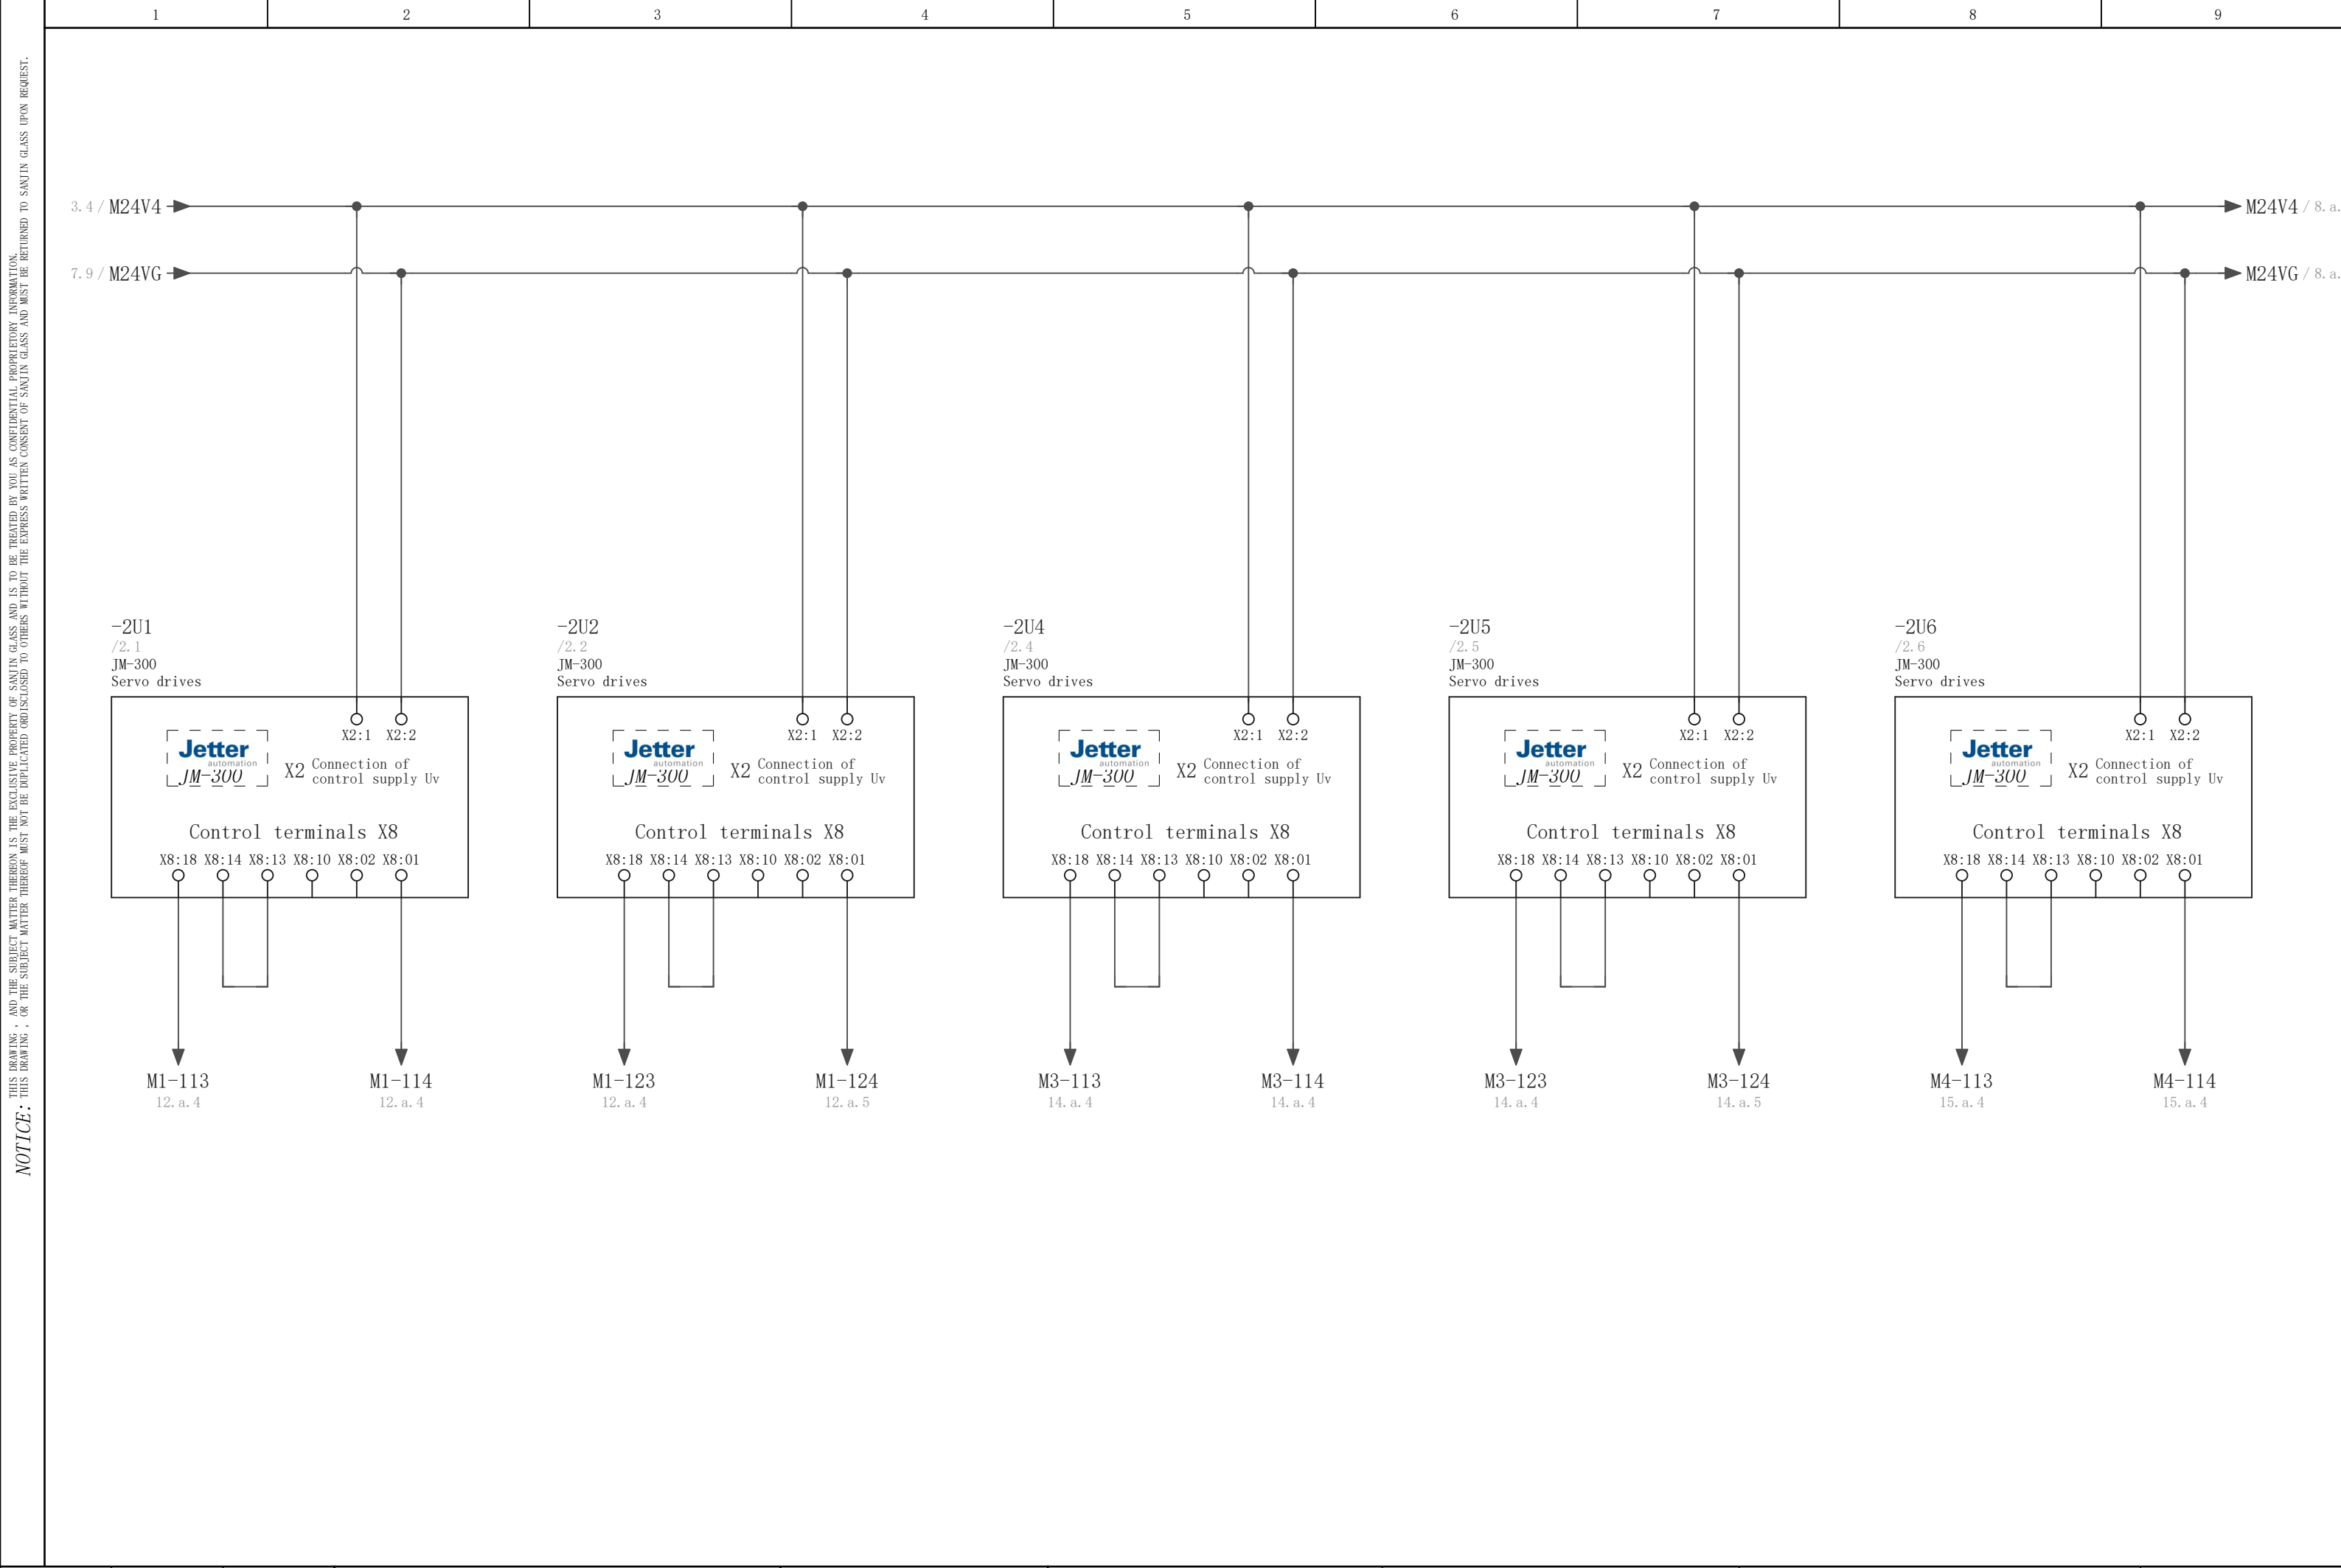 1 2 3 4 5 6 7 8 9
3.4 / M24V4 M24V4 / 8.a.
7.9 / M24VG M24VG / 8.a.
-2U1
/2.1
JM-300
Servo drives
X2:1 X2:2
Jetter
automation
JM-300
X2 Connection of
control supply Uv
Control terminals X8
X8:18 X8:14 X8:13 X8:10 X8:02 X8:01
M1-113 M1-114
12.a.4 12.a.4
-2U2
/2.2
JM-300
Servo drives
X2:1 X2:2
Jetter
automation
JM-300
X2 Connection of
control supply Uv
Control terminals X8
X8:18 X8:14 X8:13 X8:10 X8:02 X8:01
M1-123 M1-124
12.a.4 12.a.5
-2U4
/2.4
JM-300
Servo drives
X2:1 X2:2
Jetter
automation
JM-300
X2 Connection of
control supply Uv
Control terminals X8
X8:18 X8:14 X8:13 X8:10 X8:02 X8:01
M3-113 M3-114
14.a.4 14.a.4
-2U5
/2.5
JM-300
Servo drives
X2:1 X2:2
Jetter
automation
JM-300
X2 Connection of
control supply Uv
Control terminals X8
X8:18 X8:14 X8:13 X8:10 X8:02 X8:01
M3-123 M3-124
14.a.4 14.a.5
-2U6
/2.6
JM-300
Servo drives
X2:1 X2:2
Jetter
automation
JM-300
X2 Connection of
control supply Uv
Control terminals X8
X8:18 X8:14 X8:13 X8:10 X8:02 X8:01
M4-113 M4-114
15.a.4 15.a.4
NOTICE: THIS DRAWING , AND THE SUBJECT MATTER THEREON IS THE EXCLUSIVE PROPERTY OF SANJIN GLASS AND IS TO BE TREATED BY YOU AS CONFIDENTIAL PROPRIETORY INFORMATION.
THIS DRAWING , OR THE SUBJECT MATTER THEREOF MUST NOT BE DUPLICATED ORDISCLOSED TO OTHERS WITHOUT THE EXPRESS WRITTEN CONSENT OF SANJIN GLASS AND MUST BE RETURNED TO SANJIN GLASS UPON REQUEST.